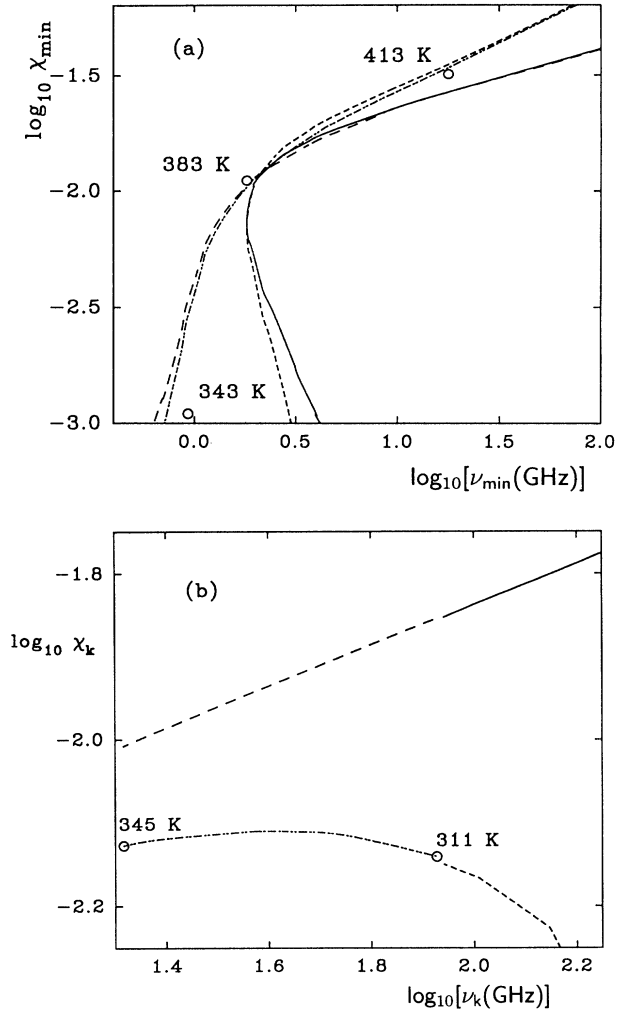 (a)
log₁₀ χmin
413 K
−1.5
383 K
−2.0
−2.5
343 K
−3.0
0.0 0.5 1.0 1.5 2.0
log₁₀[νmin(GHz)]
(b)
−1.8
log₁₀ χk
−2.0
345 K
311 K
−2.2
1.4 1.6 1.8 2.0 2.2
log₁₀[νk(GHz)]